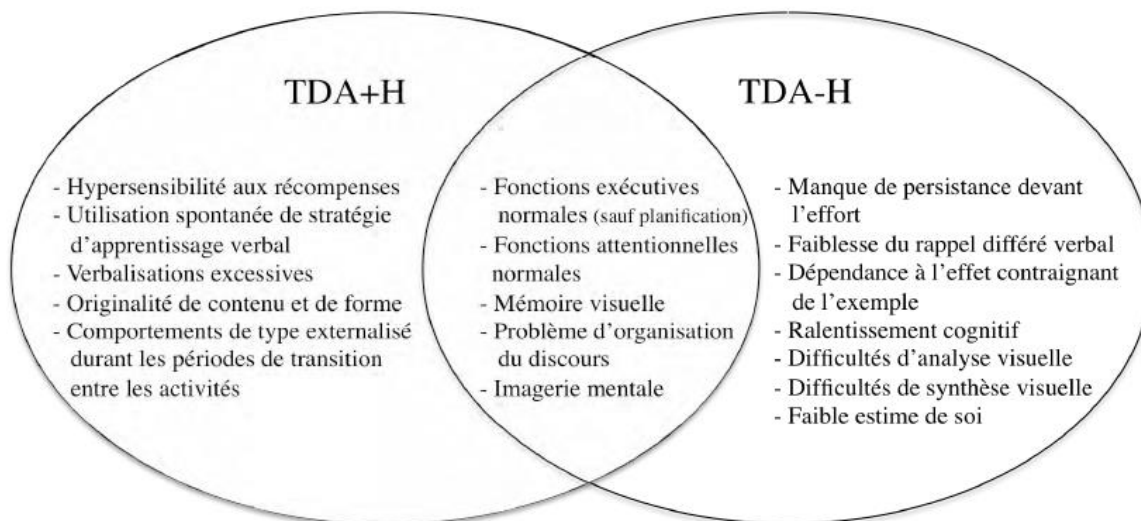 TDA+H
- Hypersensibilité aux récompenses
- Utilisation spontanée de stratégie
d'apprentissage verbal
- Verbalisations excessives
- Originalité de contenu et de forme
- Comportements de type externalisé
durant les périodes de transition
entre les activités
- Fonctions exécutives
normales (sauf planification)
- Fonctions attentionnelles
normales
- Mémoire visuelle
- Problème d'organisation
du discours
- Imagerie mentale
TDA-H
- Manque de persistance devant
l'effort
- Faiblesse du rappel différé verbal
- Dépendance à l'effet contraignant
de l'exemple
- Ralentissement cognitif
- Difficultés d'analyse visuelle
- Difficultés de synthèse visuelle
- Faible estime de soi